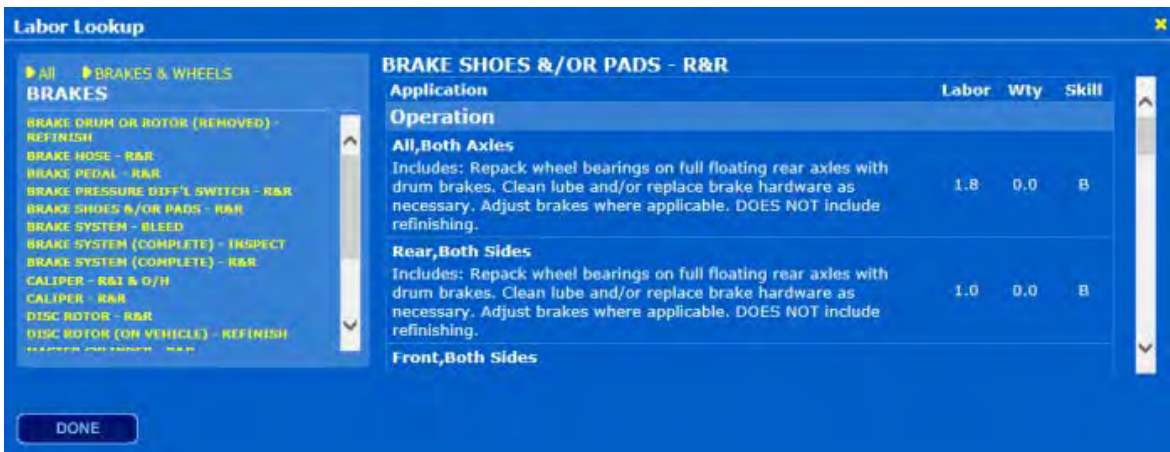 Labor Lookup
All BRAKES & WHEELS
BRAKES
BRAKE DRUM OR ROTOR (REMOVED) -
REFINISH
BRAKE HOSE - R&R
BRAKE PEDAL - R&R
BRAKE PRESSURE DIFF'L SWITCH - R&R
BRAKE SHOES &/OR PADS - R&R
BRAKE SYSTEM - BLEED
BRAKE SYSTEM (COMPLETE) - INSPECT
BRAKE SYSTEM (COMPLETE) - R&R
CALIPER - R&I & O/H
CALIPER - R&R
DISC ROTOR - R&R
DISC ROTOR (ON VEHICLE) - REFINISH
BRAKE SHOES &/OR PADS - R&R
Application Labor Wty Skill
Operation
All,Both Axles
Includes: Repack wheel bearings on full floating rear axles with
drum brakes. Clean lube and/or replace brake hardware as
necessary. Adjust brakes where applicable. DOES NOT include
refinishing.
1.8 0.0 B
Rear,Both Sides
Includes: Repack wheel bearings on full floating rear axles with
drum brakes. Clean lube and/or replace brake hardware as
necessary. Adjust brakes where applicable. DOES NOT include
refinishing.
1.0 0.0 B
Front,Both Sides
DONE